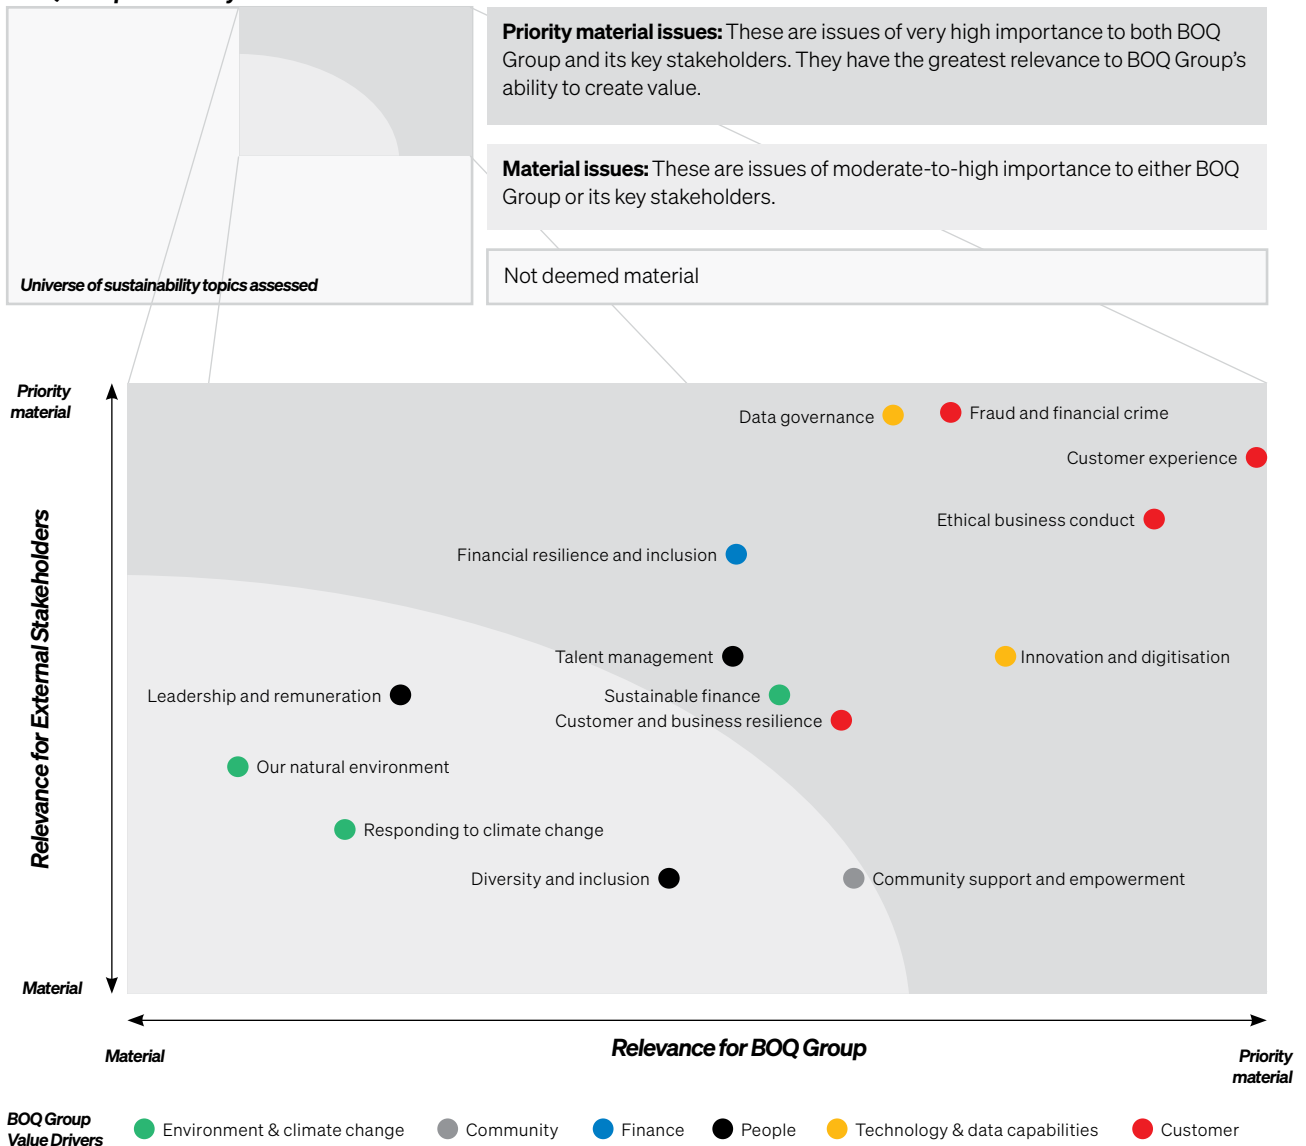 Priority material issues: These are issues of very high importance to both BOQ
Group and its key stakeholders. They have the greatest relevance to BOQ Group's
ability to create value.
Material issues: These are issues of moderate-to-high importance to either BOQ
Group or its key stakeholders.
Universe of sustainability topics assessed
Not deemed material
Priority
material
Data governance
Fraud and financial crime
Customer experience
Ethical business conduct
Financial resilience and inclusion
Talent management
Innovation and digitisation
Leadership and remuneration
Sustainable finance
Customer and business resilience
Our natural environment
Responding to climate change
Diversity and inclusion
Community support and empowerment
Relevance for External Stakeholders
Material
Material
Relevance for BOQ Group
Priority
material
BOQ Group
Value Drivers
Environment & climate change
Community
Finance
People
Technology & data capabilities
Customer